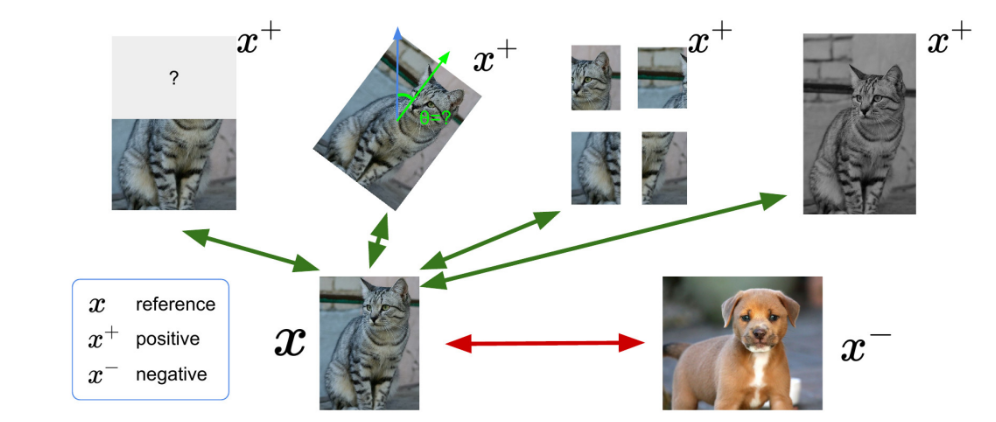 x⁺
?
x⁺
θ=?
x⁺
x⁺
x
x⁻
x reference
x⁺ positive
x⁻ negative